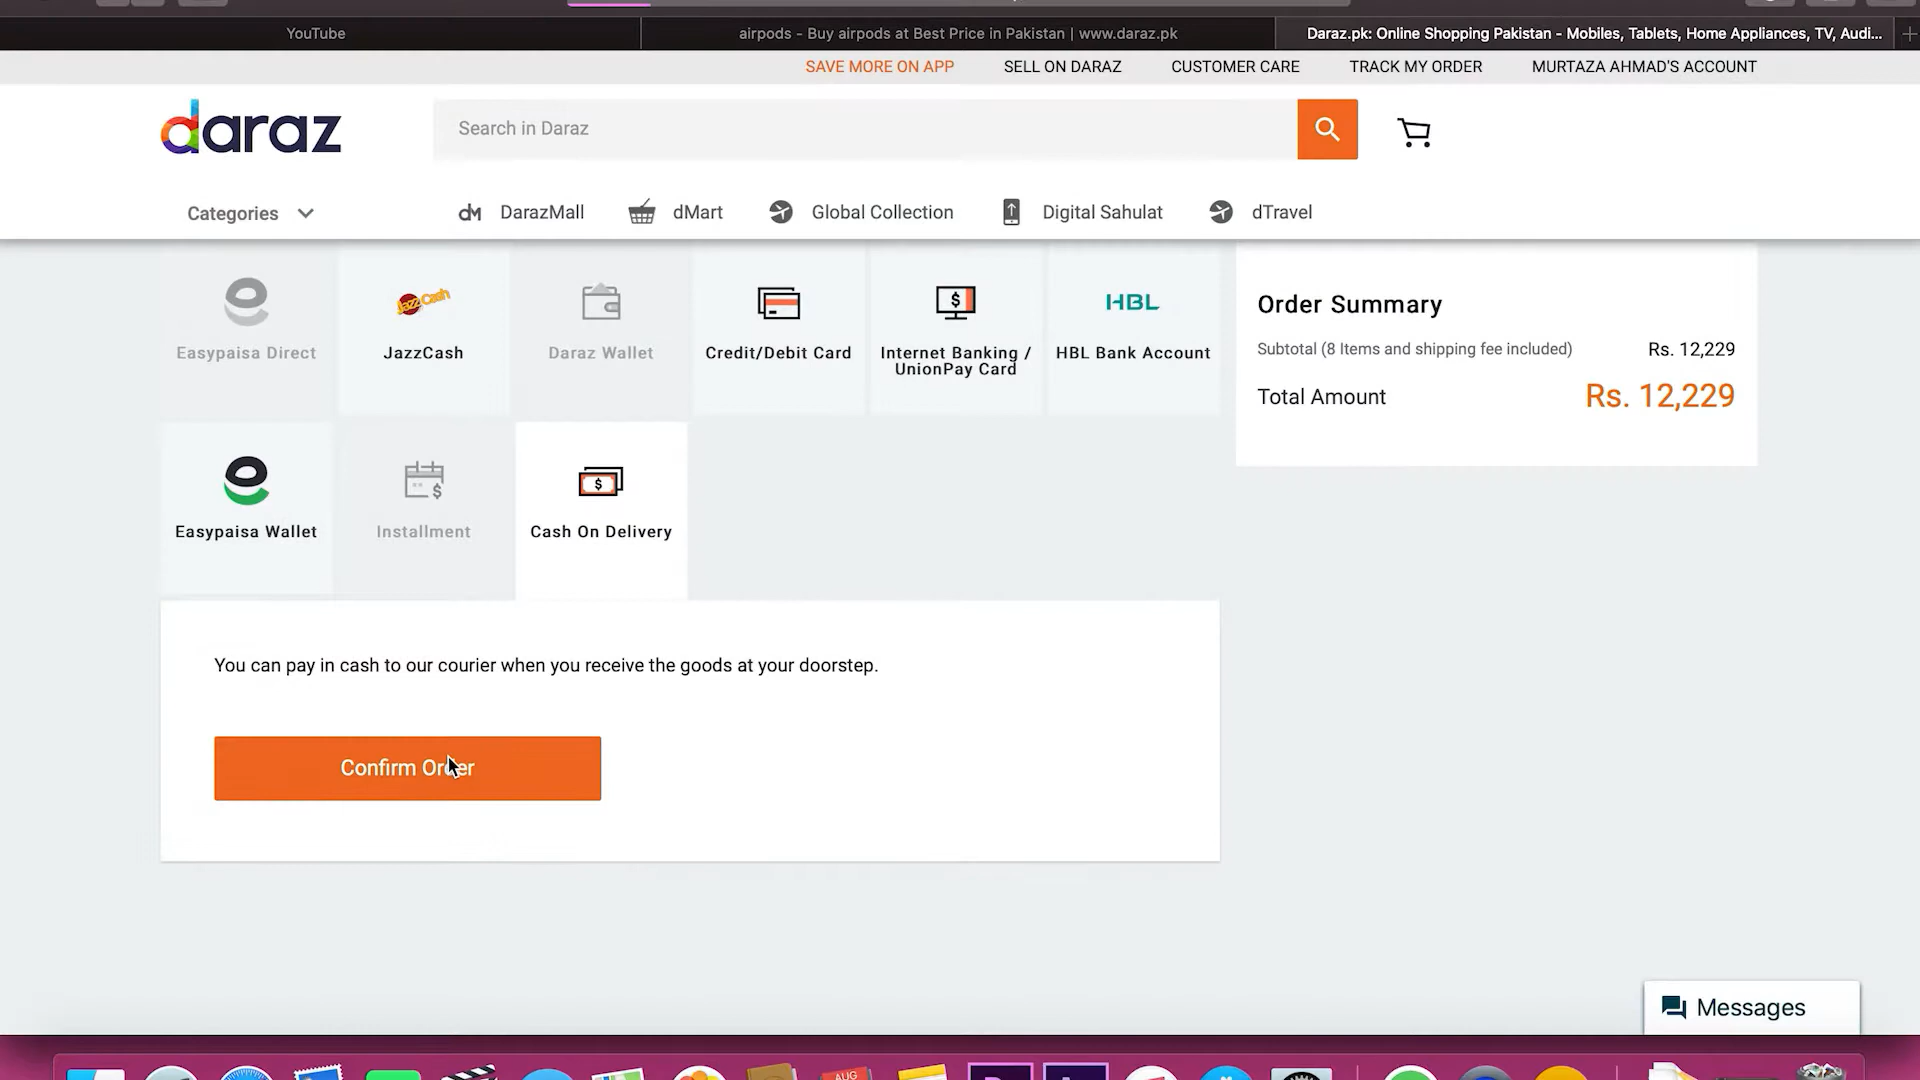 YouTube
airpods - Buy airpods at Best Price in Pakistan | www.daraz.pk
Daraz.pk: Online Shopping Pakistan - Mobiles, Tablets, Home Appliances, TV, Audi...
SAVE MORE ON APP
SELL ON DARAZ
CUSTOMER CARE
TRACK MY ORDER
MURTAZA AHMAD'S ACCOUNT
daraz
Search in Daraz
Categories
dM DarazMall
dMart
Global Collection
Digital Sahulat
dTravel
Easypaisa Direct
JazzCash
JazzCash
Daraz Wallet
Credit/Debit Card
Internet Banking /
UnionPay Card
HBL
HBL Bank Account
Order Summary
Subtotal (8 Items and shipping fee included) Rs. 12,229
Total Amount Rs. 12,229
Easypaisa Wallet
Installment
Cash On Delivery
You can pay in cash to our courier when you receive the goods at your doorstep.
Confirm Order
Messages
AUG